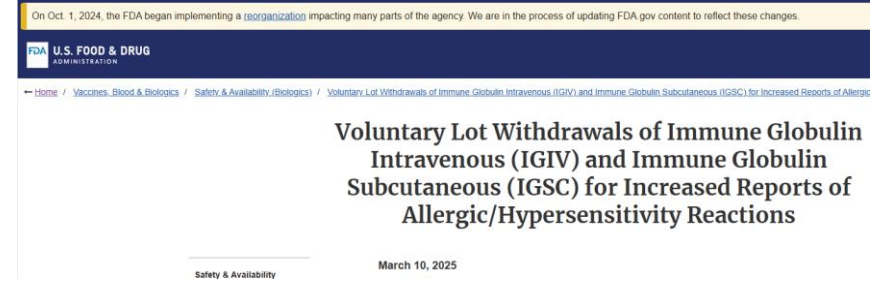 On Oct. 1, 2024, the FDA began implementing a reorganization impacting many parts of the agency. We are in the process of updating FDA.gov content to reflect these changes.
FDA U.S. FOOD & DRUG
ADMINISTRATION
← Home / Vaccines, Blood & Biologics / Safety & Availability (Biologics) / Voluntary Lot Withdrawals of Immune Globulin Intravenous (IGIV) and Immune Globulin Subcutaneous (IGSC) for Increased Reports of Allergic
Voluntary Lot Withdrawals of Immune Globulin
Intravenous (IGIV) and Immune Globulin
Subcutaneous (IGSC) for Increased Reports of
Allergic/Hypersensitivity Reactions
March 10, 2025
Safety & Availability